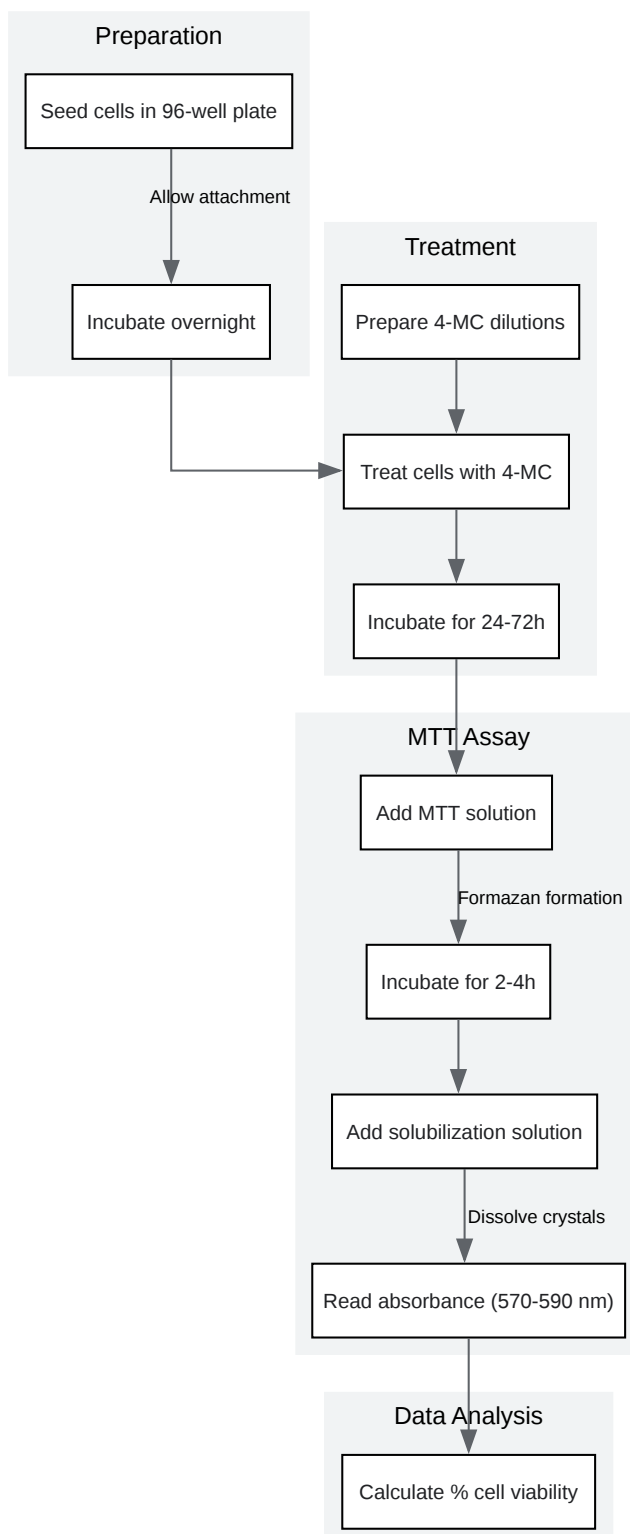 Preparation
Seed cells in 96-well plate
Allow attachment
Incubate overnight
Treatment
Prepare 4-MC dilutions
Treat cells with 4-MC
Incubate for 24-72h
MTT Assay
Add MTT solution
Formazan formation
Incubate for 2-4h
Add solubilization solution
Dissolve crystals
Read absorbance (570-590 nm)
Data Analysis
Calculate % cell viability